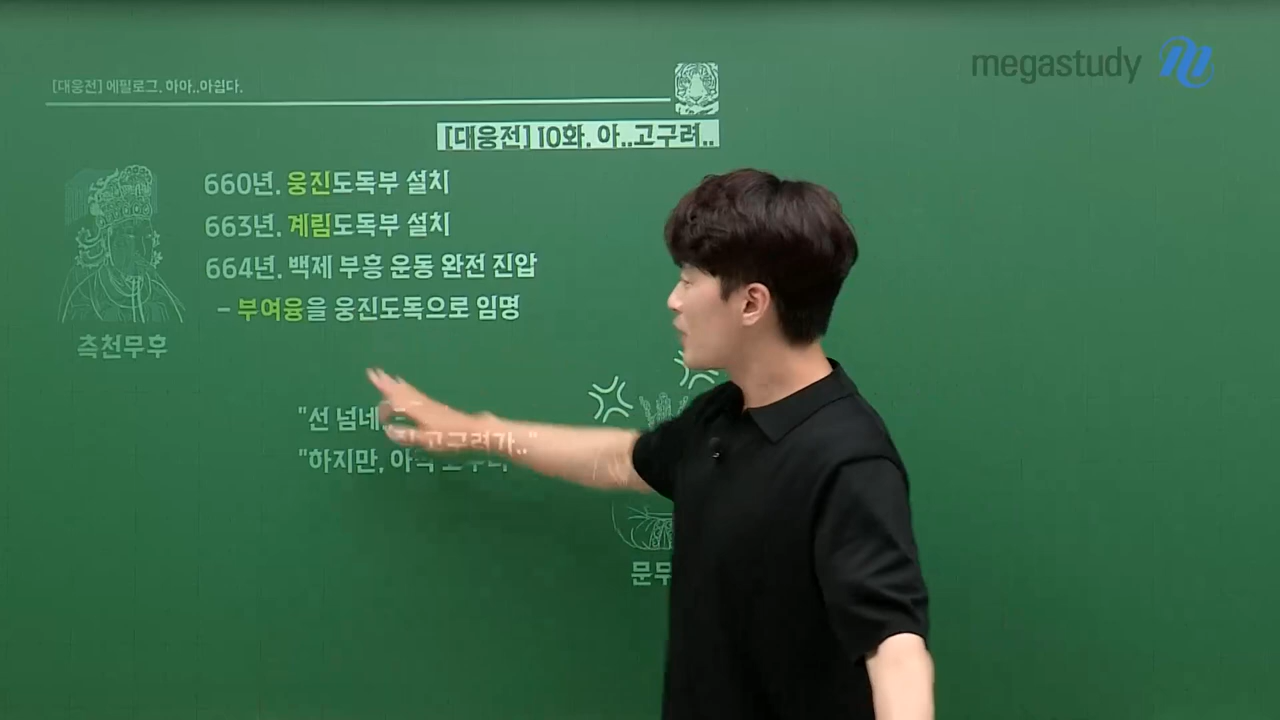 megastudy
[대웅전] 에필로그. 하아..아쉽다.
[대웅전] 10화. 아..고구려..
660년. 웅진도독부 설치
663년. 계림도독부 설치
664년. 백제 부흥 운동 완전 진압
- 부여융을 웅진도독으로 임명
측천무후
"선 넘네..
고구려가.."
"하지만,
문무